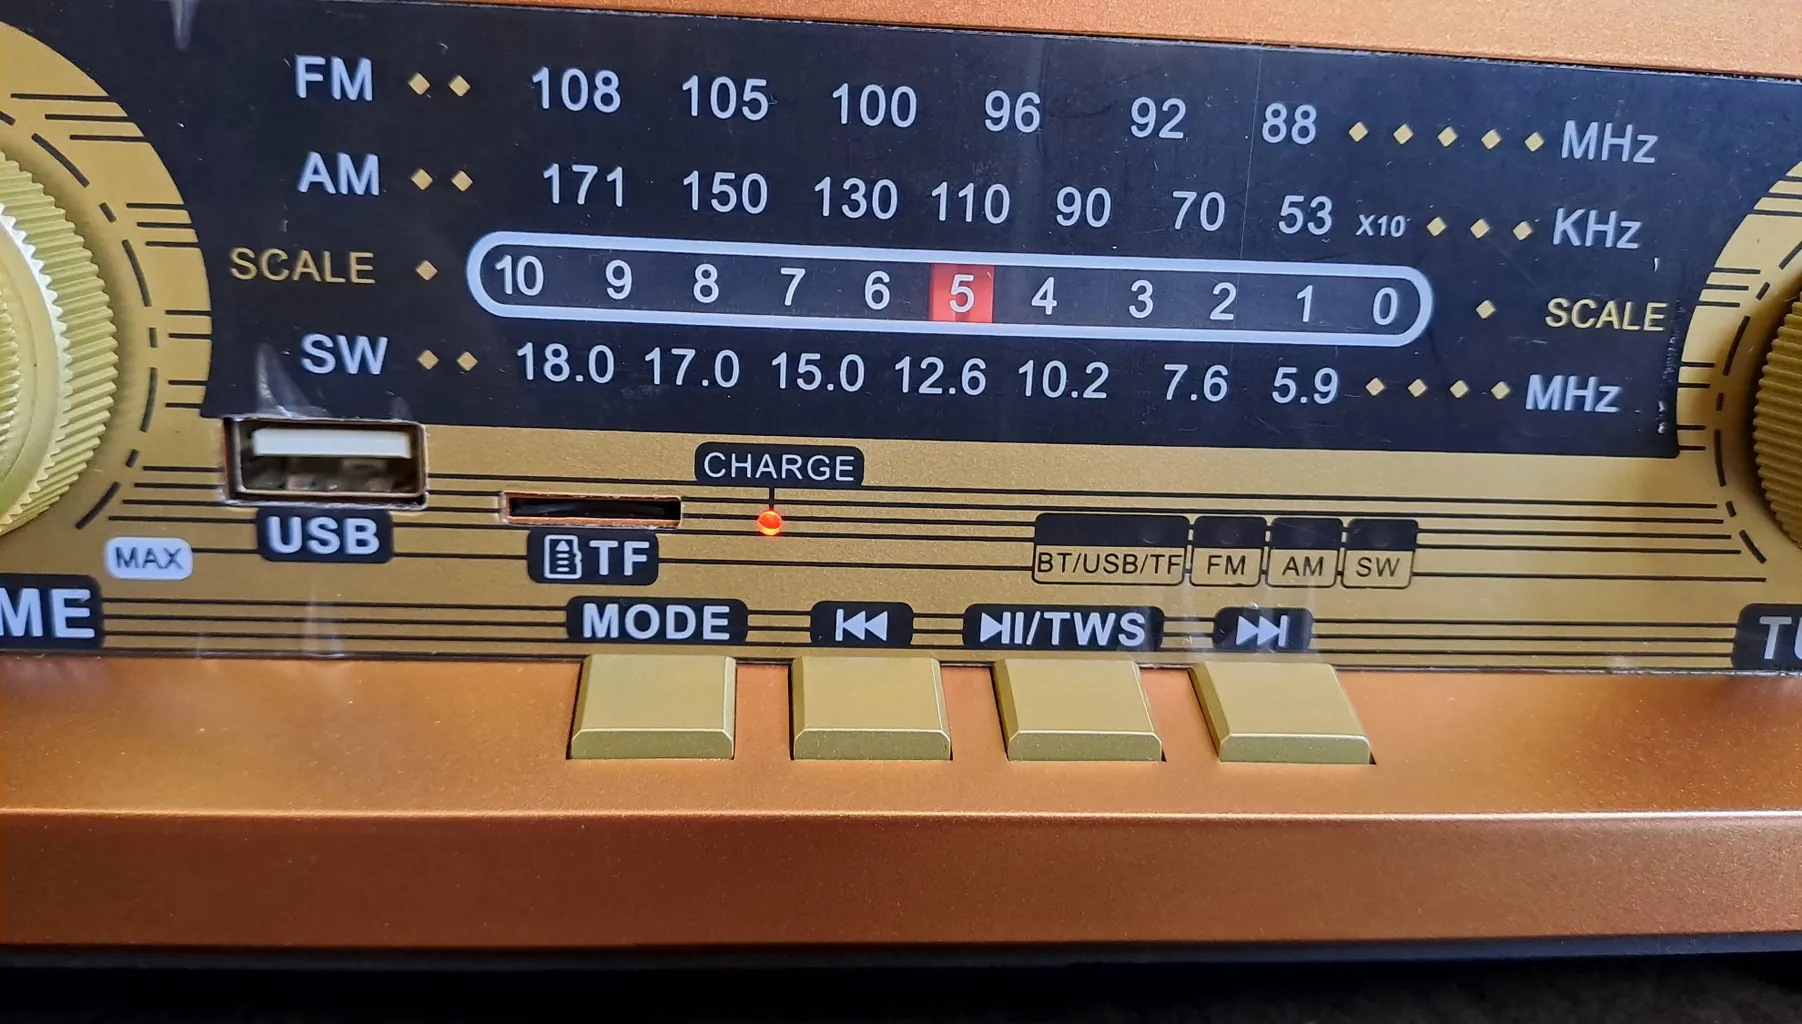 FM 108 105 100 96 92 88 MHz
AM 171 150 130 110 90 70 53 X10 KHz
SCALE 10 9 8 7 6 5 4 3 2 1 0 SCALE
SW 18.0 17.0 15.0 12.6 10.2 7.6 5.9 MHz
CHARGE
USB TF BT/USB/TF FM AM SW
MAX
ME MODE /TWS TU